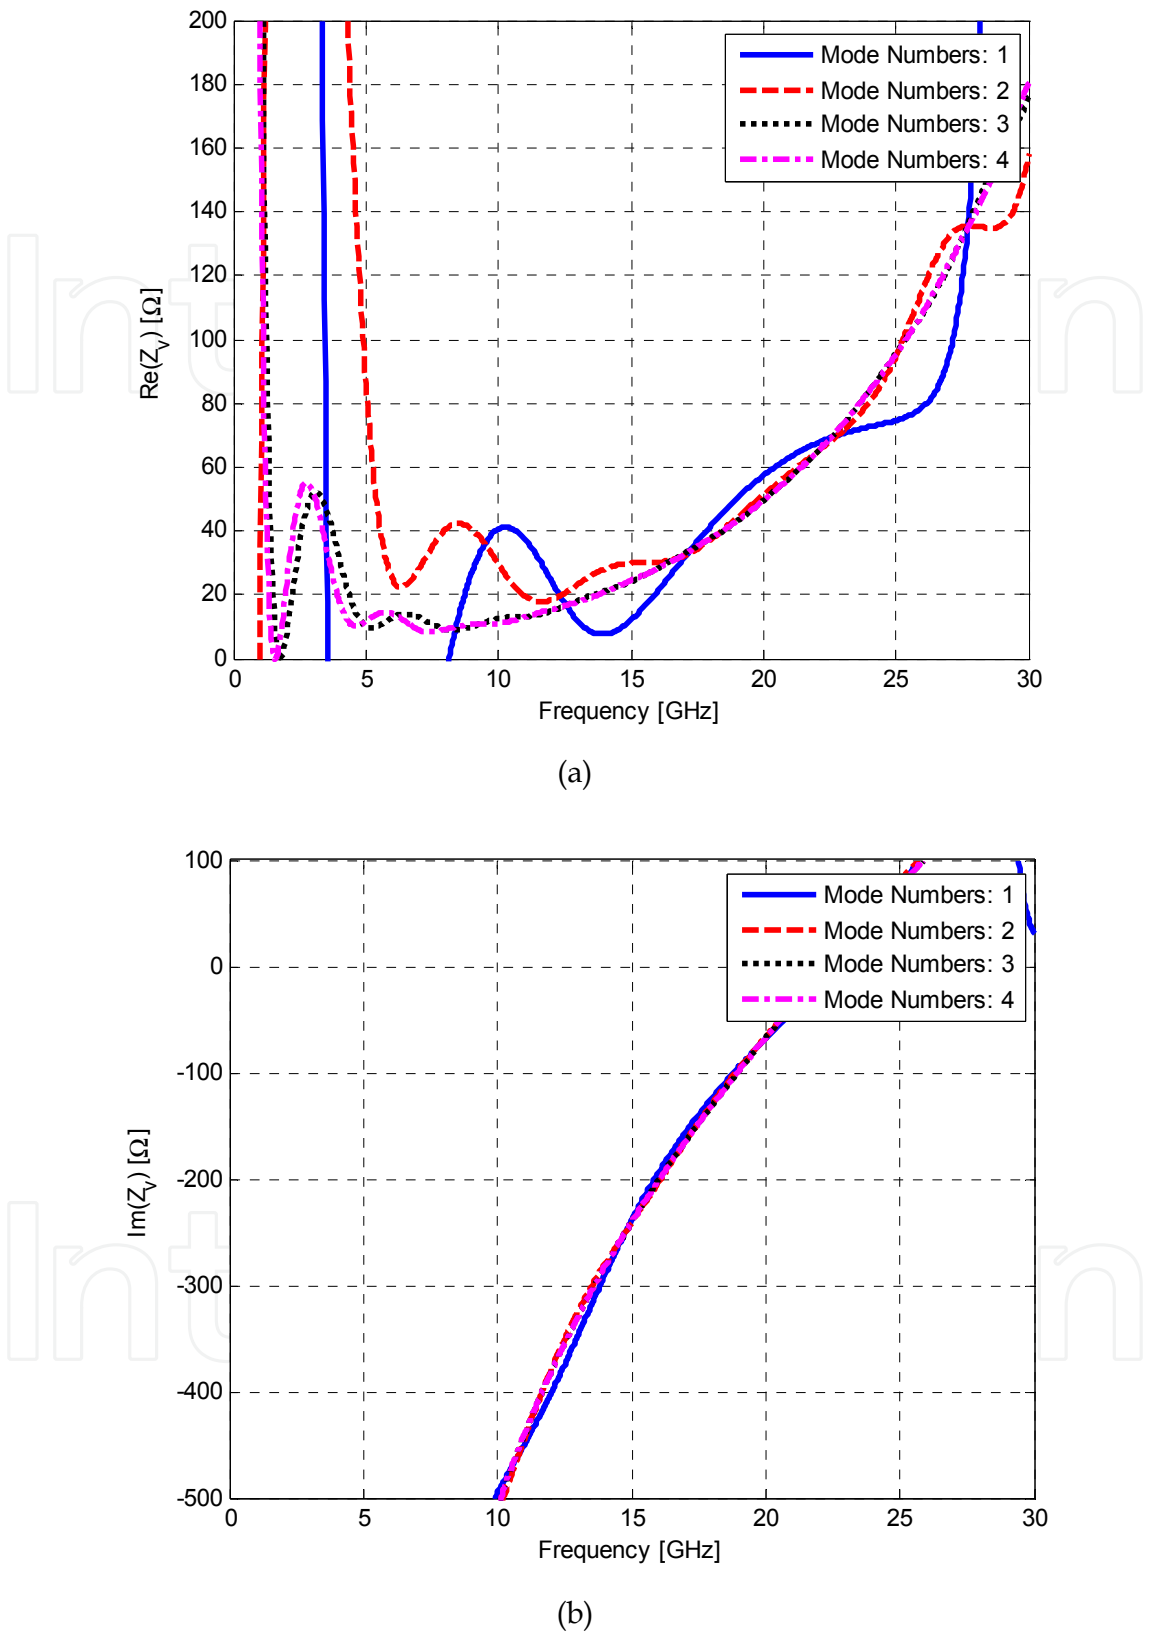 200
180
160
140
120
100
80
60
40
20
0
Re(Z_V) [Ω]
Mode Numbers: 1
Mode Numbers: 2
Mode Numbers: 3
Mode Numbers: 4
0 5 10 15 20 25 30
Frequency [GHz]
(a)
100
0
-100
-200
-300
-400
-500
Im(Z_V) [Ω]
Mode Numbers: 1
Mode Numbers: 2
Mode Numbers: 3
Mode Numbers: 4
0 5 10 15 20 25 30
Frequency [GHz]
(b)